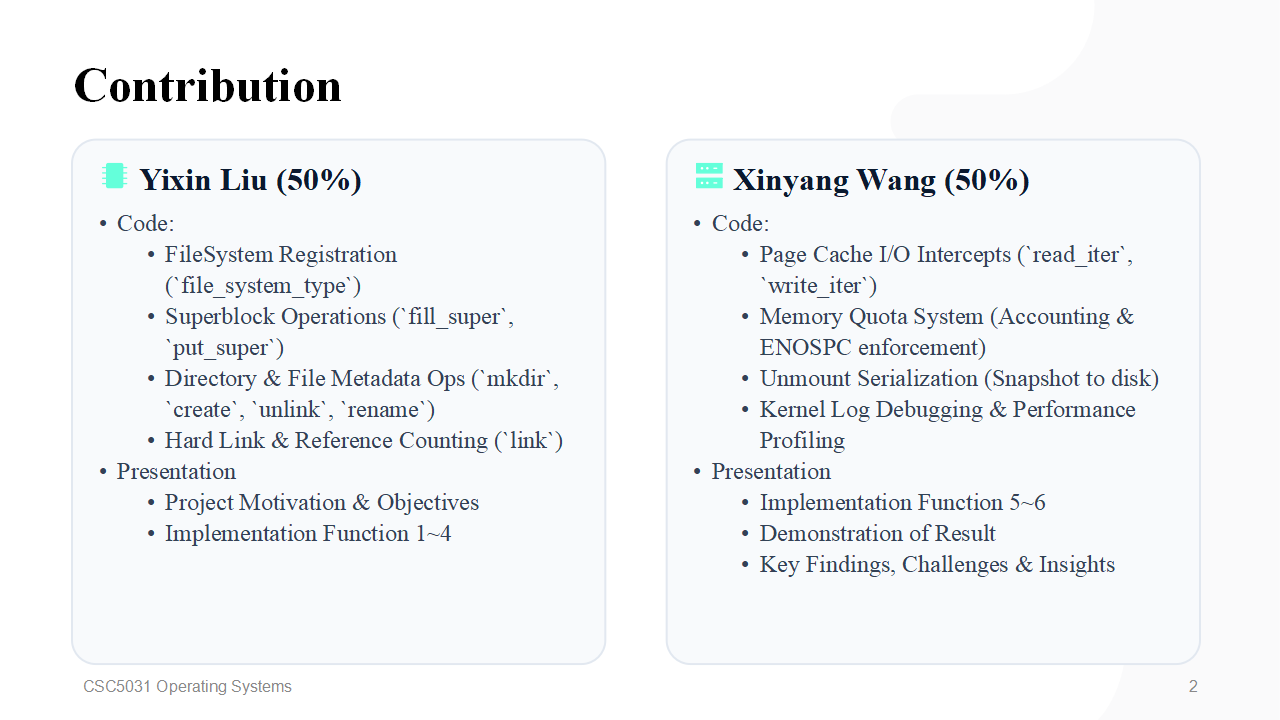 Contribution
Yixin Liu (50%)
• Code:
• FileSystem Registration
(`file_system_type`)
• Superblock Operations (`fill_super`,
`put_super`)
• Directory & File Metadata Ops (`mkdir`,
`create`, `unlink`, `rename`)
• Hard Link & Reference Counting (`link`)
• Presentation
• Project Motivation & Objectives
• Implementation Function 1~4
Xinyang Wang (50%)
• Code:
• Page Cache I/O Intercepts (`read_iter`,
`write_iter`)
• Memory Quota System (Accounting &
ENOSPC enforcement)
• Unmount Serialization (Snapshot to disk)
• Kernel Log Debugging & Performance
Profiling
• Presentation
• Implementation Function 5~6
• Demonstration of Result
• Key Findings, Challenges & Insights
CSC5031 Operating Systems
2